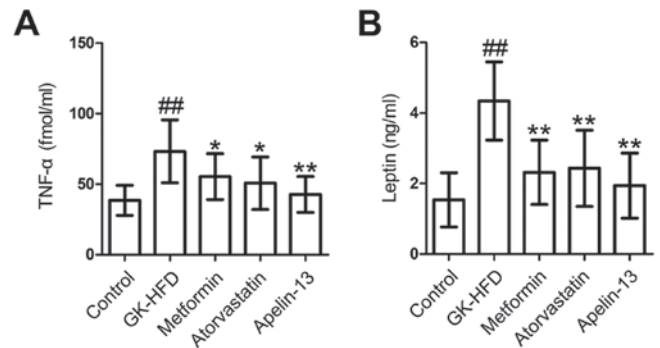 A
TNF-α (fmol/ml)
150
100
50
0
##
*
*
**
Control
GK-HFD
Metformin
Atorvastatin
Apelin-13
B
Leptin (ng/ml)
6
4
2
0
##
**
**
**
Control
GK-HFD
Metformin
Atorvastatin
Apelin-13